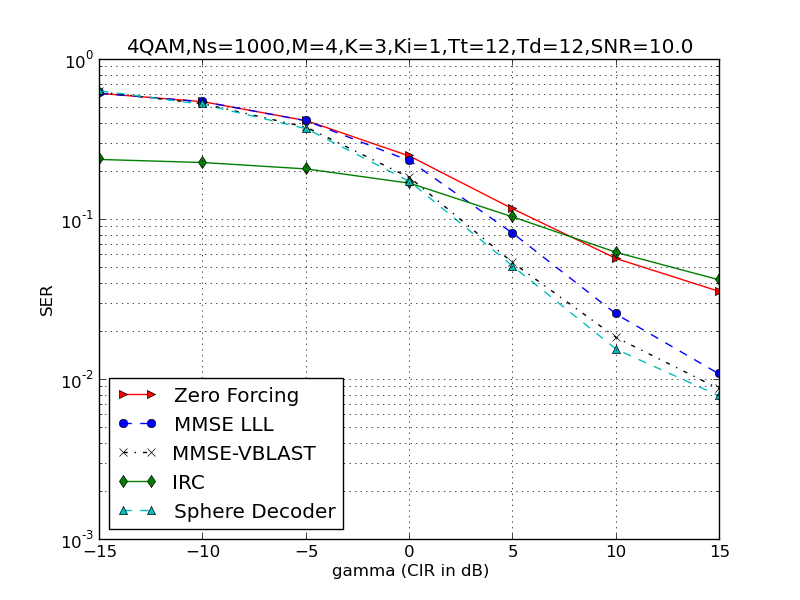 4QAM,Ns=1000,M=4,K=3,Ki=1,Tt=12,Td=12,SNR=10.0
10^0
10^-1
SER
10^-2
Zero Forcing
MMSE LLL
MMSE-VBLAST
IRC
Sphere Decoder
10^-3
−15 −10 −5 0 5 10 15
gamma (CIR in dB)